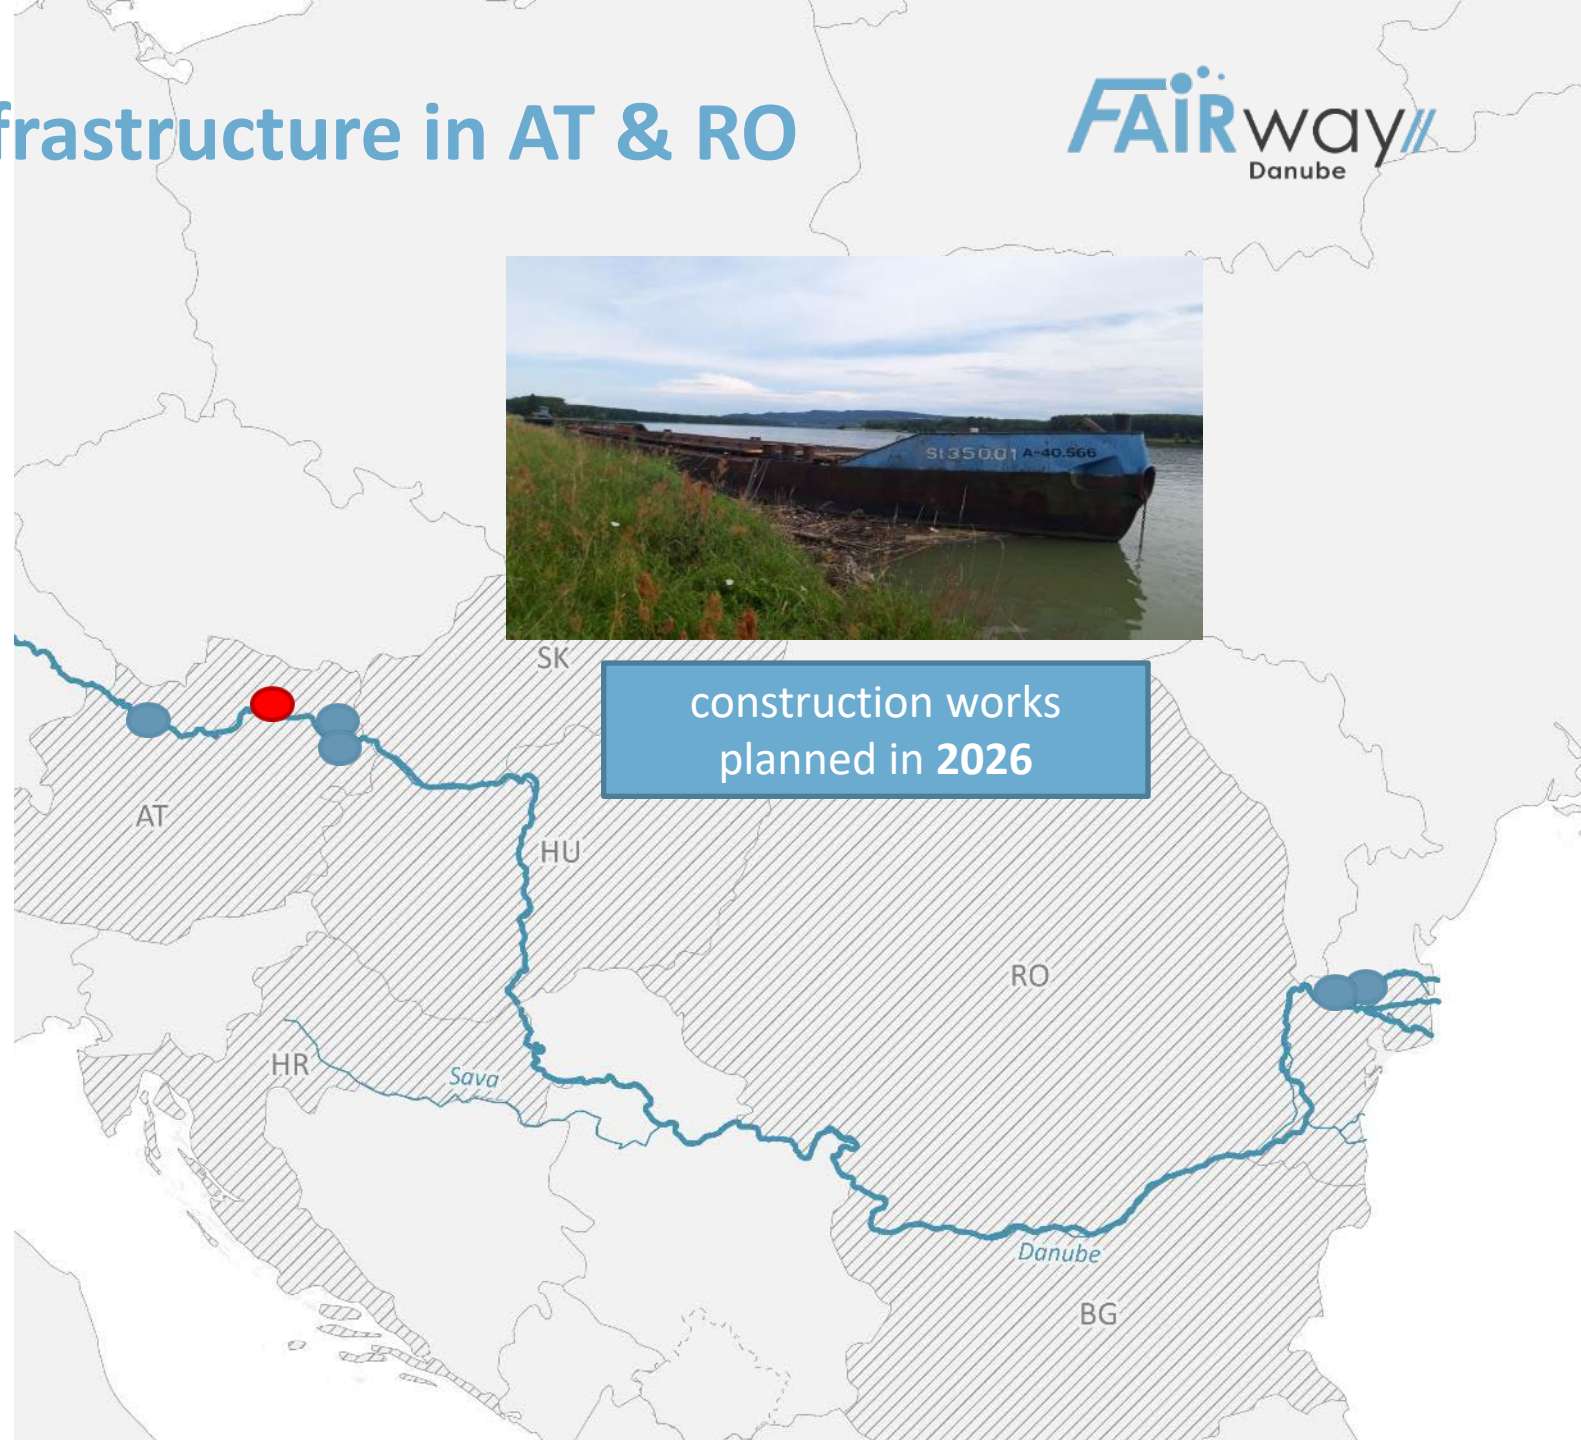 frastructure in AT & RO
FAIRway
Danube
St 35001 A-40.566
SK
construction works
planned in 2026
AT
HU
RO
HR
Sava
Danube
BG